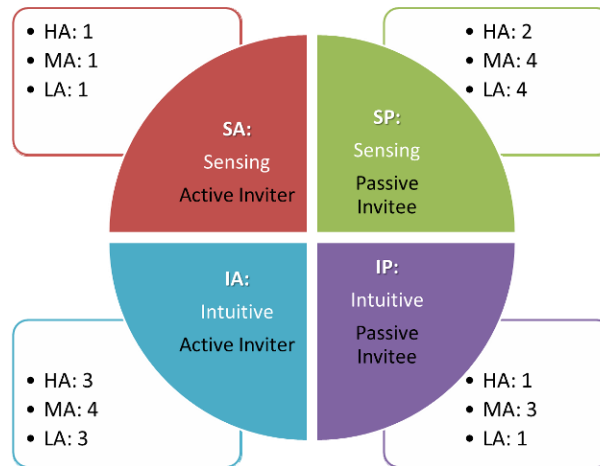 • HA: 1
• MA: 1
• LA: 1
• HA: 2
• MA: 4
• LA: 4
SA:
Sensing
Active Inviter
SP:
Sensing
Passive
Invitee
IA:
Intuitive
Active Inviter
IP:
Intuitive
Passive
Invitee
• HA: 3
• MA: 4
• LA: 3
• HA: 1
• MA: 3
• LA: 1